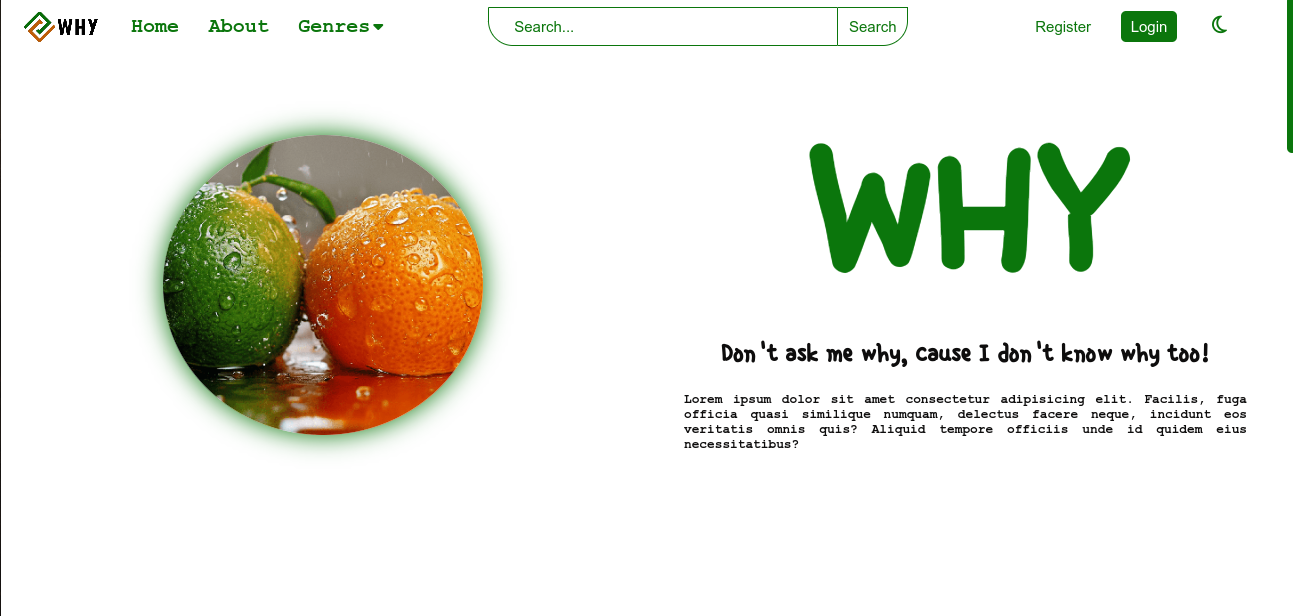 WHY
Home
About
Genres
Search...
Search
Register
Login
WHY
Don't ask me why, Cause I don't know why too!
Lorem ipsum dolor sit amet consectetur adipisicing elit. Facilis, fuga
officia quasi similique numquam, delectus facere neque, incidunt eos
veritatis omnis quis? Aliquid tempore officiis unde id quidem eius
necessitatibus?